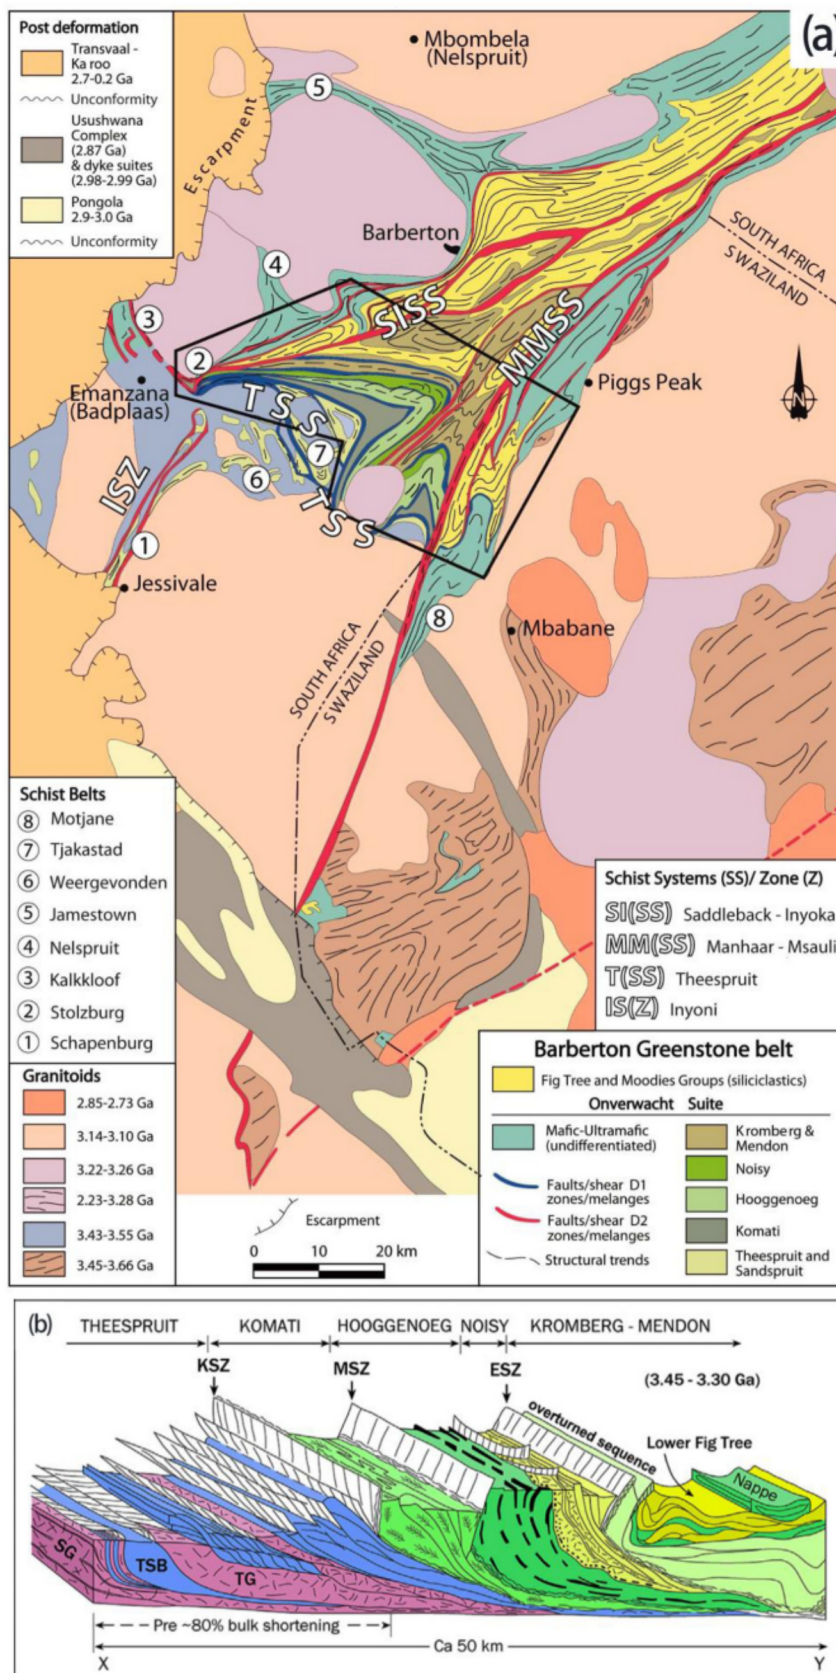 (a)
Post deformation
Transvaal -
Ka roo
2.7-0.2 Ga
Unconformity
Usushwana
Complex
(2.87 Ga)
& dyke suites
(2.98-2.99 Ga)
Pongola
2.9-3.0 Ga
Unconformity
Mbombela
(Nelspruit)
Escarpment
5
Barberton
SOUTH AFRICA
SWAZILAND
4
SISS
MMSS
3
2
Emanzana
(Badplaas)
TSS
Piggs Peak
7
6
ISZ
TSS
1
Jessivale
8
Mbabane
SOUTH AFRICA
SWAZILAND
Schist Belts
8 Motjane
7 Tjakastad
6 Weergevonden
5 Jamestown
4 Nelspruit
3 Kalkkloof
2 Stolzburg
1 Schapenburg
Granitoids
2.85-2.73 Ga
3.14-3.10 Ga
3.22-3.26 Ga
2.23-3.28 Ga
3.43-3.55 Ga
3.45-3.66 Ga
Escarpment
0 10 20 km
Schist Systems (SS)/ Zone (Z)
SI(SS) Saddleback - Inyoka
MM(SS) Manhaar - Msauli
T(SS) Theespruit
IS(Z) Inyoni
Barberton Greenstone belt
Fig Tree and Moodies Groups (siliciclastics)
Onverwacht Suite
Mafic-Ultramafic
(undifferentiated)
Faults/shear D1
zones/melanges
Faults/shear D2
zones/melanges
Structural trends
Kromberg &
Mendon
Noisy
Hooggenoeg
Komati
Theespruit and
Sandspruit
(b)
THEESPRUIT KOMATI HOOGGENOEG NOISY KROMBERG - MENDON
KSZ MSZ ESZ
(3.45 - 3.30 Ga)
overturned sequence
Lower Fig Tree
Nappe
SG
TSB
TG
Pre ~80% bulk shortening
Ca 50 km
X Y